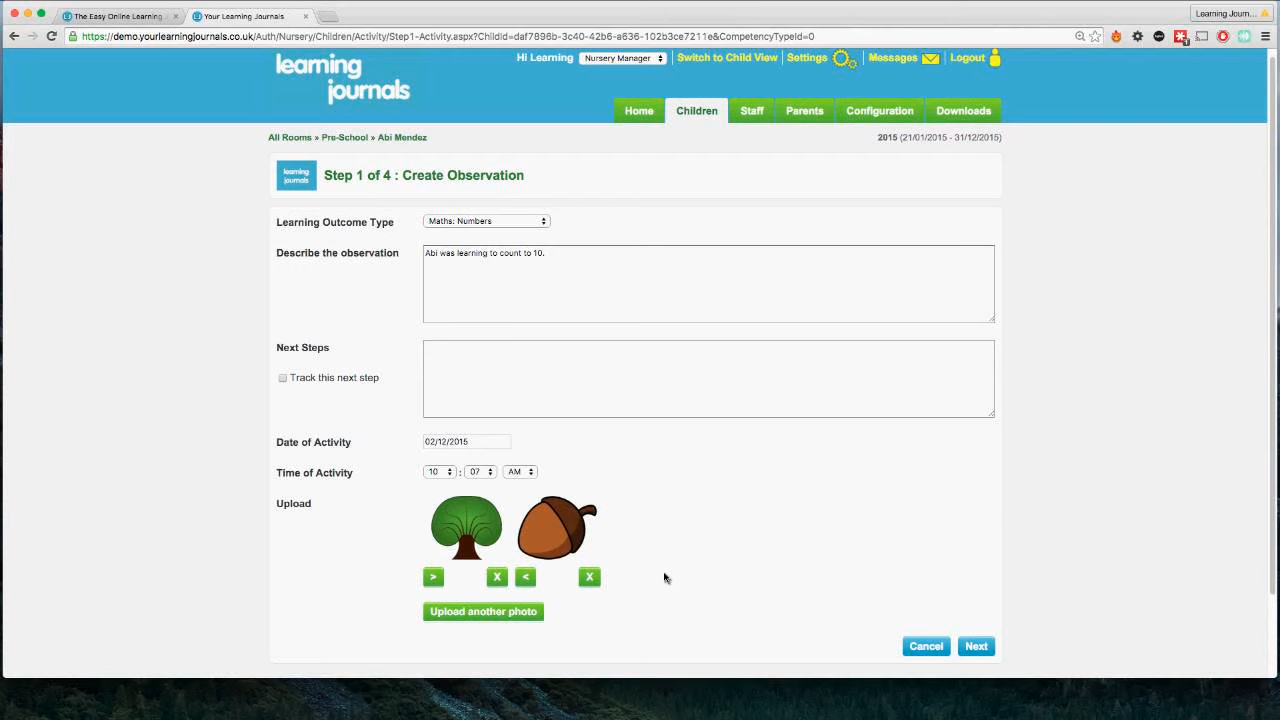 The Easy Online Learning
Your Learning Journals
Learning Journ...
https://demo.yourlearningjournals.co.uk/Auth/Nursery/Children/Activity/Step1-Activity.aspx?ChildId=daf7896b-3c40-42b6-a636-102b3ce7211e&CompetencyTypeId=0
learning
journals
Hi Learning Nursery Manager Switch to Child View Settings Messages Logout
Home Children Staff Parents Configuration Downloads
All Rooms » Pre-School » Abi Mendez 2015 (21/01/2015 - 31/12/2015)
learning
journals
Step 1 of 4 : Create Observation
Learning Outcome Type Maths: Numbers
Describe the observation Abi was learning to count to 10.
Next Steps
Track this next step
Date of Activity 02/12/2015
Time of Activity 10 : 07 AM
Upload
> X < X
Upload another photo
Cancel Next